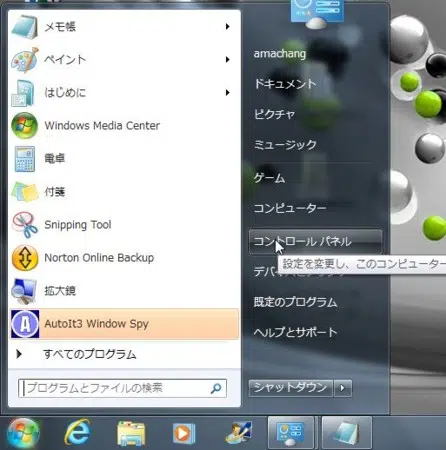 メモ帳
ペイント
はじめに
Windows Media Center
電卓
付箋
Snipping Tool
Norton Online Backup
拡大鏡
AutoIt3 Window Spy
すべてのプログラム
プログラムとファイルの検索
amachang
ドキュメント
ピクチャ
ミュージック
ゲーム
コンピューター
コントロール パネル
設定を変更し、このコンピューター
既定のプログラム
ヘルプとサポート
シャットダウン